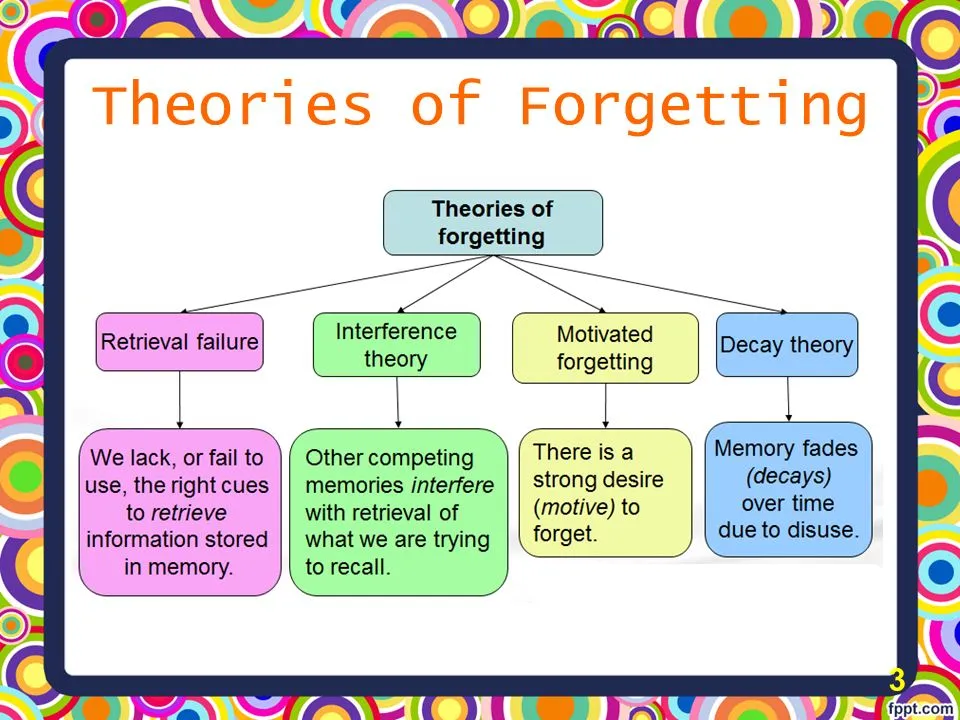 Theories of Forgetting
Theories of
forgetting
Retrieval failure
Interference
theory
Motivated
forgetting
Decay theory
We lack, or fail to
use, the right cues
to retrieve
information stored
in memory.
Other competing
memories interfere
with retrieval of
what we are trying
to recall.
There is a
strong desire
(motive) to
forget.
Memory fades
(decays)
over time
due to disuse.
3
fppt.com